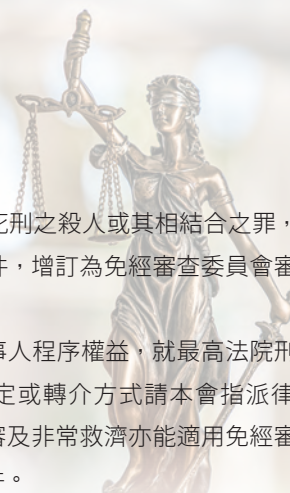 死刑之殺人或其相結合之罪，
件，增訂為免經審查委員會審
事人程序權益，就最高法院刑
定或轉介方式請本會指派律
審及非常救濟亦能適用免經審